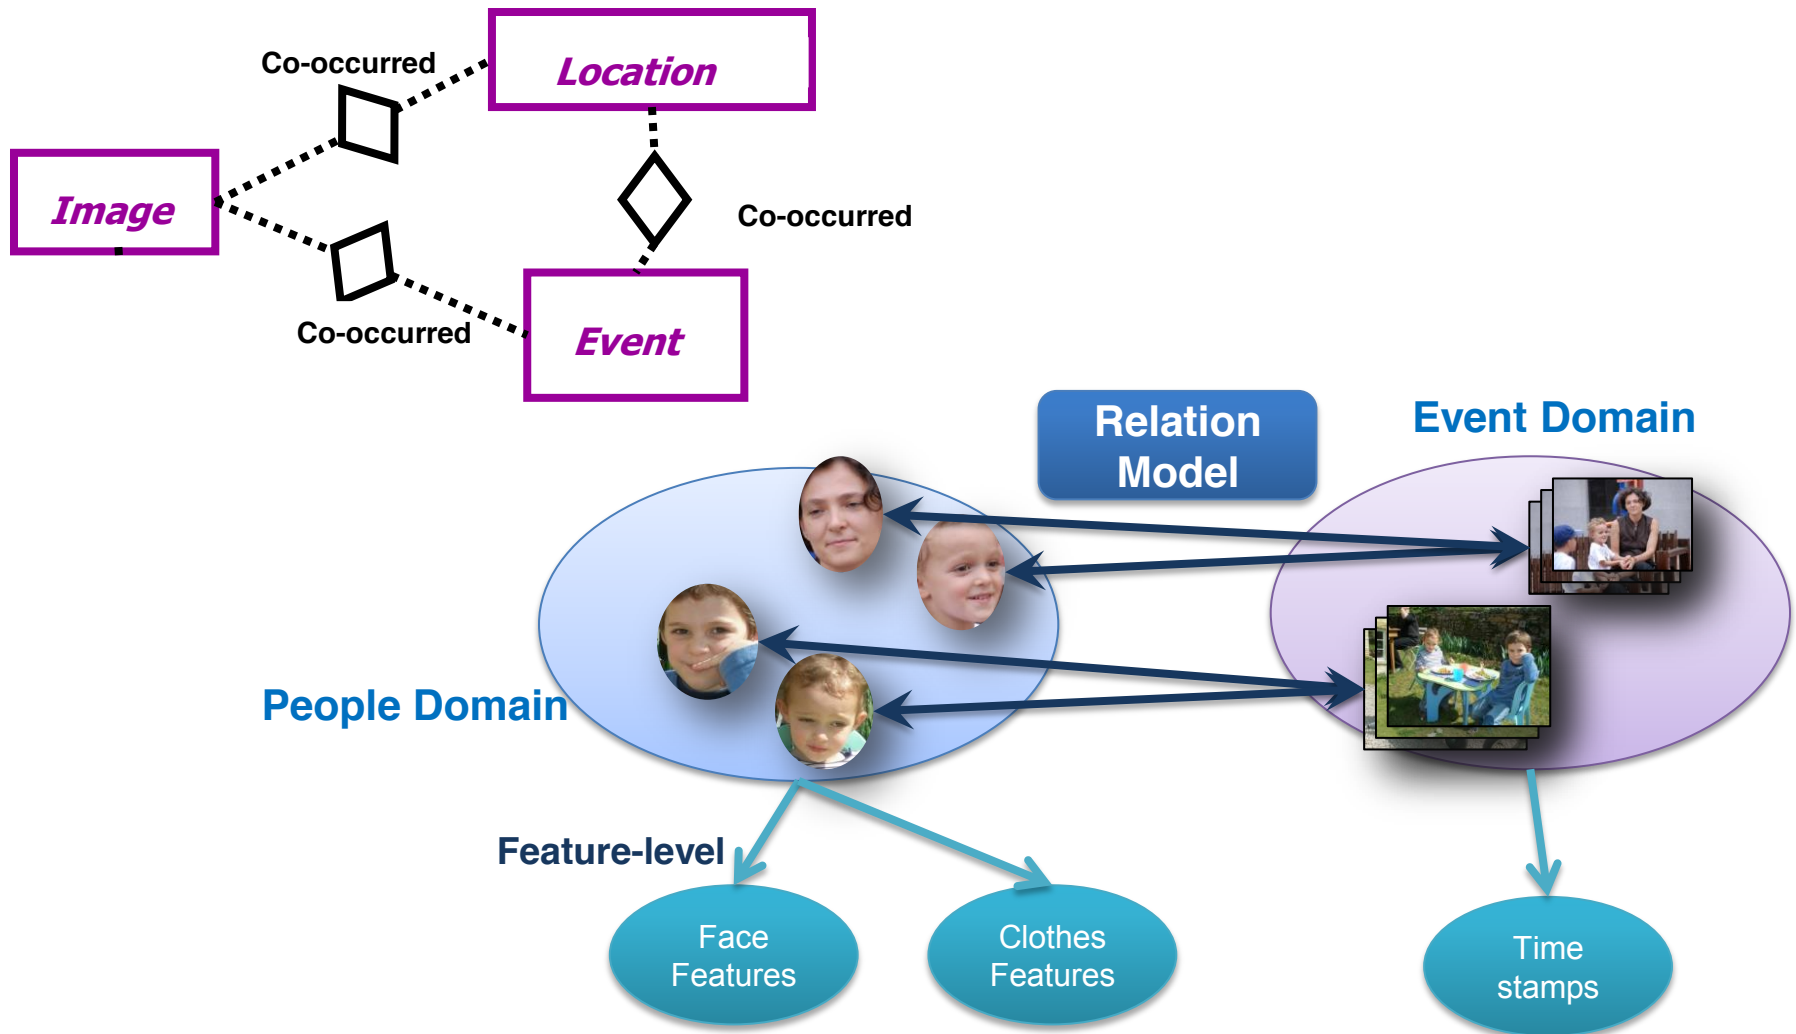 Co-occurred
Location
Image
Co-occurred
Co-occurred
Event
Relation
Model
Event Domain
People Domain
Feature-level
Face
Features
Clothes
Features
Time
stamps